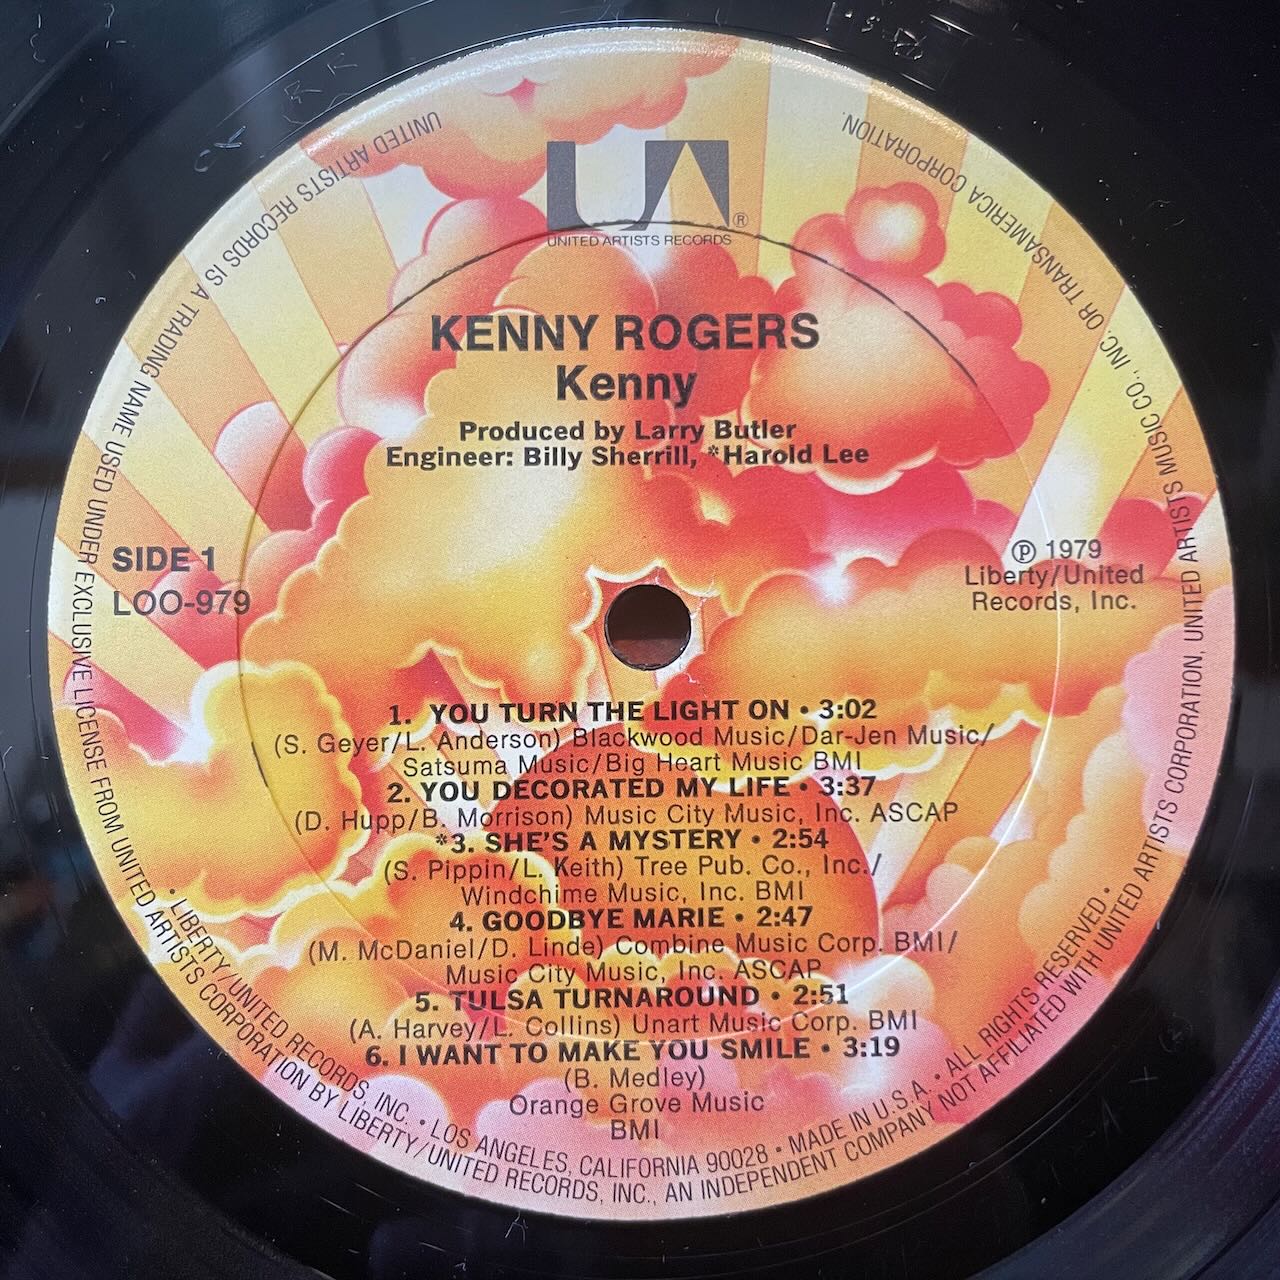 UA®
UNITED ARTISTS RECORDS
KENNY ROGERS
Kenny
Produced by Larry Butler
Engineer: Billy Sherrill, *Harold Lee
SIDE 1
LOO-979
℗ 1979
Liberty/United
Records, Inc.
1. YOU TURN THE LIGHT ON • 3:02
(S. Geyer/L. Anderson) Blackwood Music/Dar-Jen Music/
Satsuma Music/Big Heart Music BMI
2. YOU DECORATED MY LIFE • 3:37
(D. Hupp/B. Morrison) Music City Music, Inc. ASCAP
*3. SHE'S A MYSTERY • 2:54
(S. Pippin/L. Keith) Tree Pub. Co., Inc./
Windchime Music, Inc. BMI
4. GOODBYE MARIE • 2:47
(M. McDaniel/D. Linde) Combine Music Corp. BMI/
Music City Music, Inc. ASCAP
5. TULSA TURNAROUND • 2:51
(A. Harvey/L. Collins) Unart Music Corp. BMI
6. I WANT TO MAKE YOU SMILE • 3:19
(B. Medley)
Orange Grove Music
BMI
• LIBERTY/UNITED RECORDS, INC. • LOS ANGELES, CALIFORNIA 90028 • MADE IN U.S.A. • ALL RIGHTS RESERVED •
UNITED ARTISTS RECORDS IS A TRADING NAME USED UNDER EXCLUSIVE LICENSE FROM UNITED ARTISTS CORPORATION BY LIBERTY/UNITED RECORDS, INC., AN INDEPENDENT COMPANY NOT AFFILIATED WITH UNITED ARTISTS CORPORATION, UNITED ARTISTS MUSIC CO., INC. OR TRANSAMERICA CORPORATION.